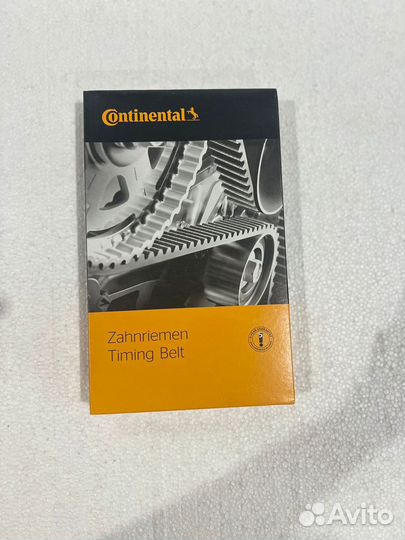 Continental
Zahnriemen
Timing Belt
Avito